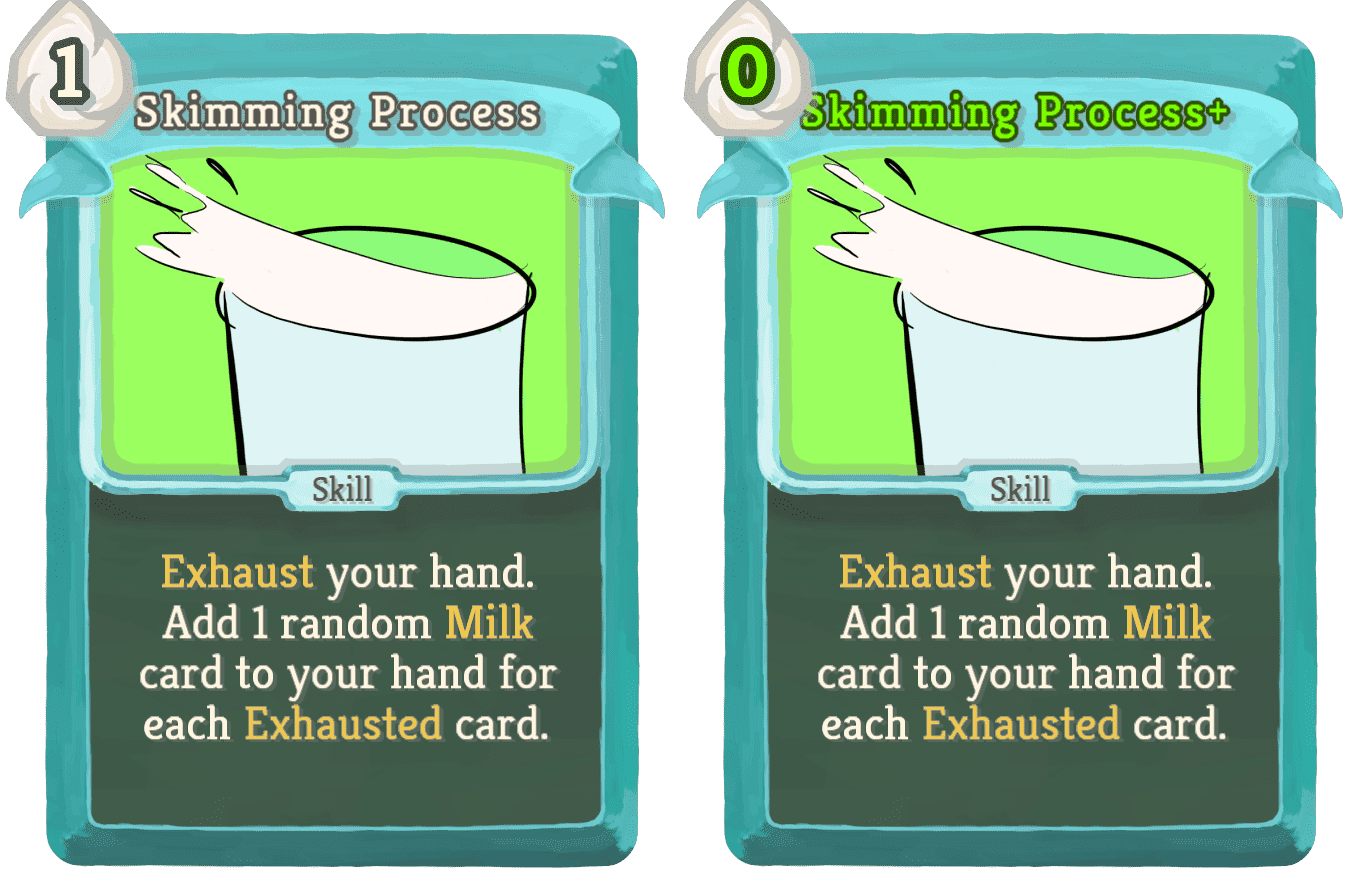 1
Skimming Process
Skill
Exhaust your hand.
Add 1 random Milk
card to your hand for
each Exhausted card.
0
Skimming Process+
Skill
Exhaust your hand.
Add 1 random Milk
card to your hand for
each Exhausted card.